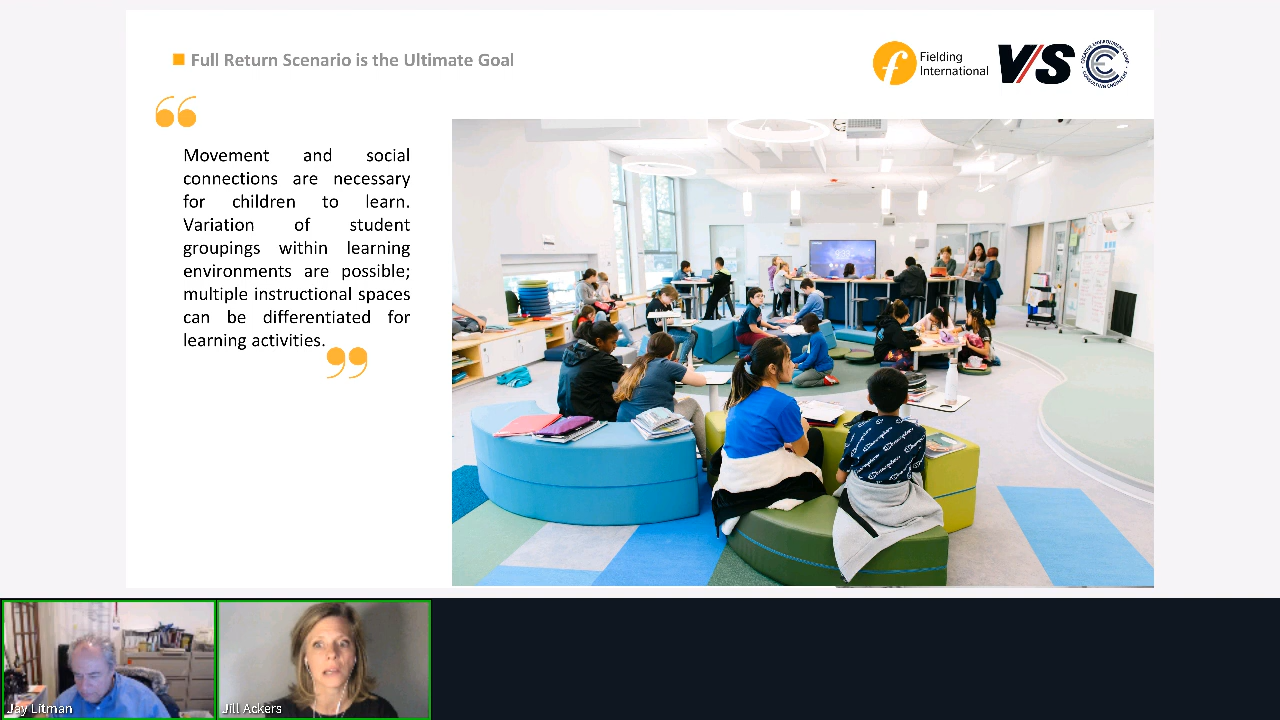 Full Return Scenario is the Ultimate Goal
Fielding
International
VS
Movement and social
connections are necessary
for children to learn.
Variation of student
groupings within learning
environments are possible;
multiple instructional spaces
can be differentiated for
learning activities.
Jay Litman
Jill Ackers